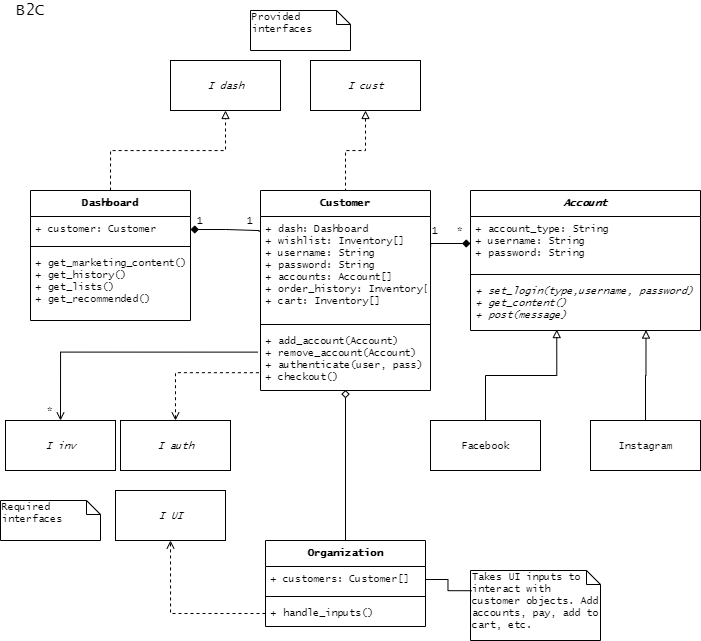 B2C
Provided
interfaces
I dash
I cust
Dashboard
+ customer: Customer
+ get_marketing_content()
+ get_history()
+ get_lists()
+ get_recommended()
1
1
Customer
+ dash: Dashboard
+ wishlist: Inventory[]
+ username: String
+ password: String
+ accounts: Account[]
+ order_history: Inventory[
+ cart: Inventory[]
+ add_account(Account)
+ remove_account(Account)
+ authenticate(user, pass)
+ checkout()
1
*
Account
+ account_type: String
+ username: String
+ password: String
+ set_login(type,username, password)
+ get_content()
+ post(message)
*
I inv
I auth
Facebook
Instagram
Required
interfaces
I UI
Organization
+ customers: Customer[]
+ handle_inputs()
Takes UI inputs to
interact with
customer objects. Add
accounts, pay, add to
cart, etc.